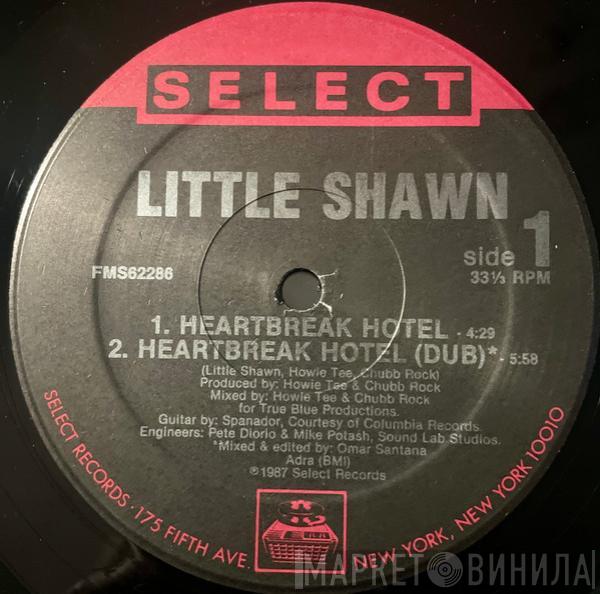 SELECT
LITTLE SHAWN
side 1
FMS62286
33⅓ RPM
1. HEARTBREAK HOTEL - 4:29
2. HEARTBREAK HOTEL (DUB)* - 5:58
(Little Shawn, Howie Tee, Chubb Rock)
Produced by: Howie Tee & Chubb Rock
Mixed by: Howie Tee & Chubb Rock
for True Blue Productions.
Guitar by: Spanador, Courtesy of Columbia Records.
Engineers: Pete Diorio & Mike Potash, Sound Lab Studios.
*Mixed & edited by: Omar Santana
Adra (BMI)
℗1987 Select Records
SELECT RECORDS · 175 FIFTH AVE. NEW YORK, NEW YORK 10010
МАРКЕТ ВИНИЛА